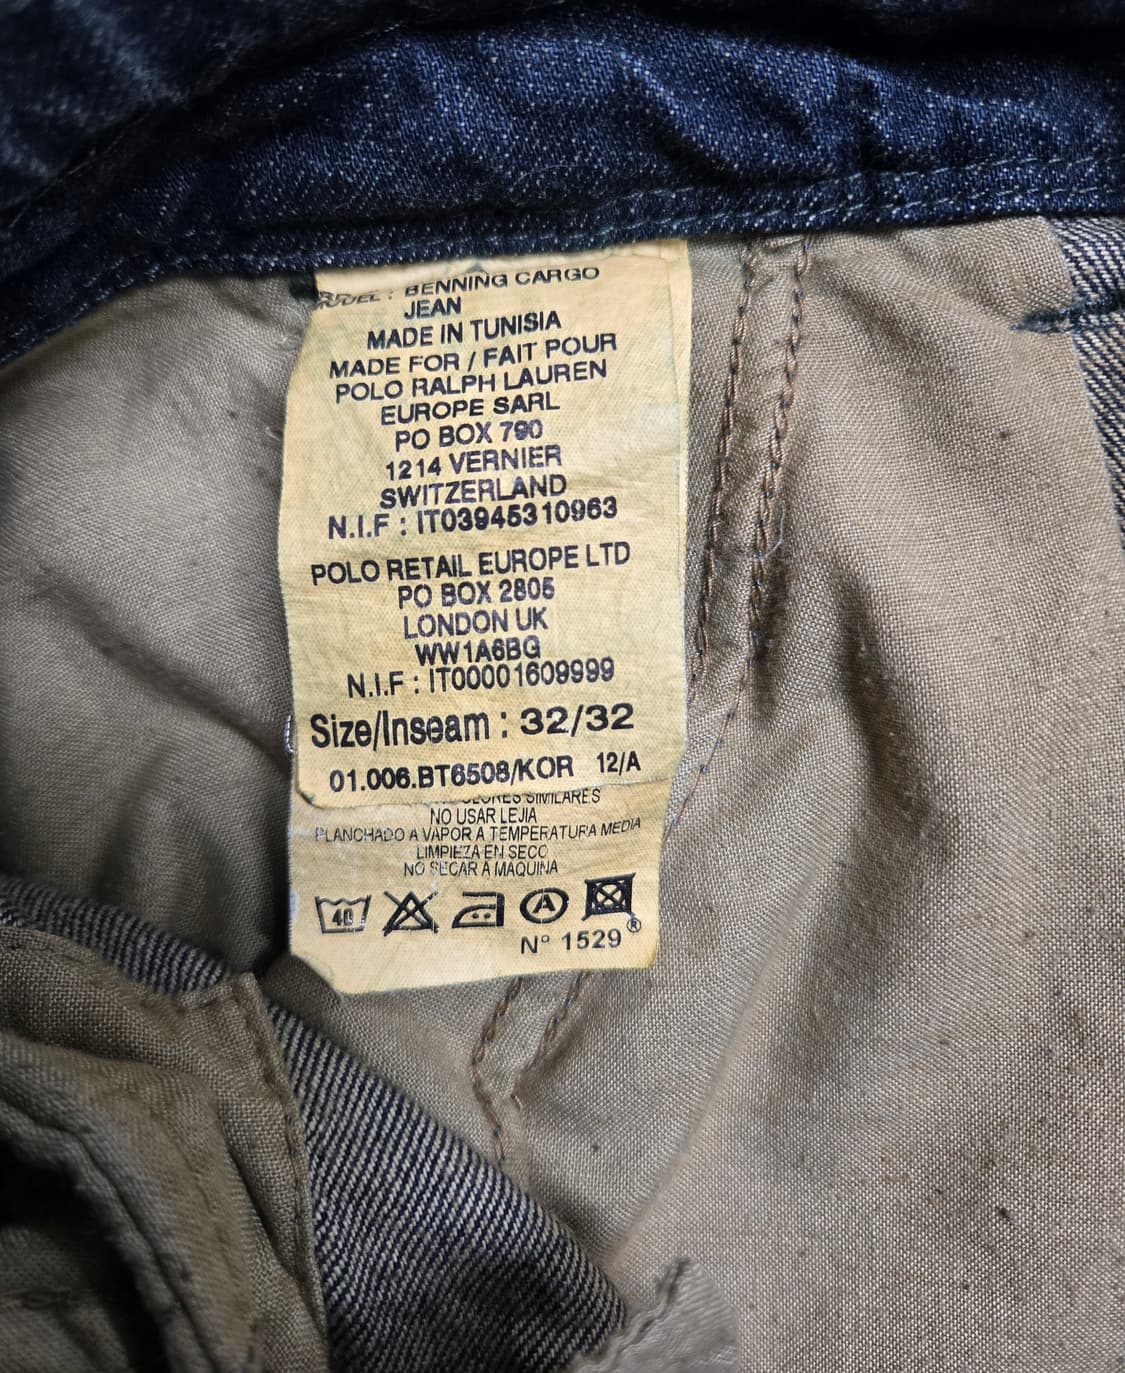 MODEL : BENNING CARGO
JEAN
MADE IN TUNISIA
MADE FOR / FAIT POUR
POLO RALPH LAUREN
EUROPE SARL
PO BOX 790
1214 VERNIER
SWITZERLAND
N.I.F : IT03945310963
POLO RETAIL EUROPE LTD
PO BOX 2805
LONDON UK
WW1A6BG
N.I.F : IT00001609999
Size/Inseam : 32/32
01.006.BT6508/KOR 12/A
COLORES SIMILARES
NO USAR LEJIA
PLANCHADO A VAPOR A TEMPERATURA MEDIA
LIMPIEZA EN SECO
NO SECAR A MAQUINA
40 A
N° 1529 ®